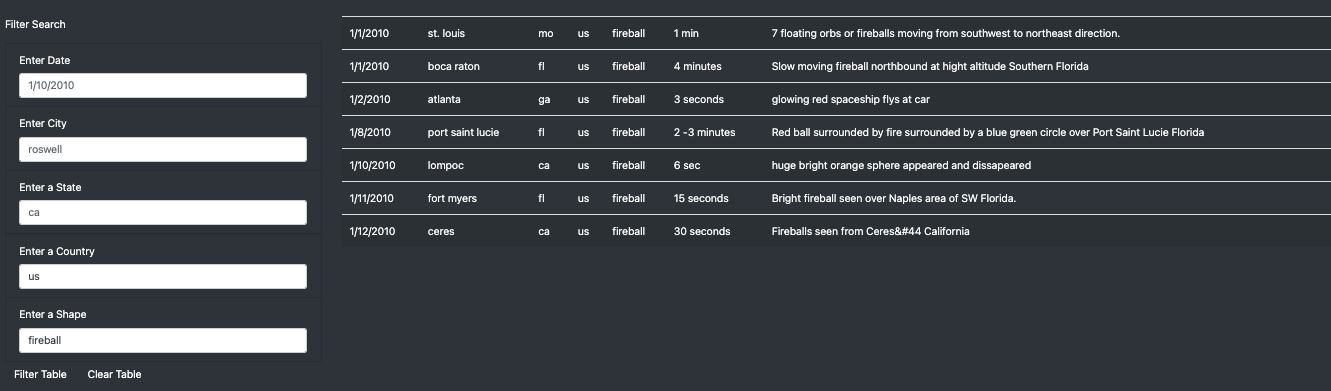 Filter Search
Enter Date
1/10/2010
Enter City
roswell
Enter a State
ca
Enter a Country
us
Enter a Shape
fireball
Filter Table Clear Table
1/1/2010 st. louis mo us fireball 1 min 7 floating orbs or fireballs moving from southwest to northeast direction.
1/1/2010 boca raton fl us fireball 4 minutes Slow moving fireball northbound at hight altitude Southern Florida
1/2/2010 atlanta ga us fireball 3 seconds glowing red spaceship flys at car
1/8/2010 port saint lucie fl us fireball 2 -3 minutes Red ball surrounded by fire surrounded by a blue green circle over Port Saint Lucie Florida
1/10/2010 lompoc ca us fireball 6 sec huge bright orange sphere appeared and dissapeared
1/11/2010 fort myers fl us fireball 15 seconds Bright fireball seen over Naples area of SW Florida.
1/12/2010 ceres ca us fireball 30 seconds Fireballs seen from Ceres&#44 California